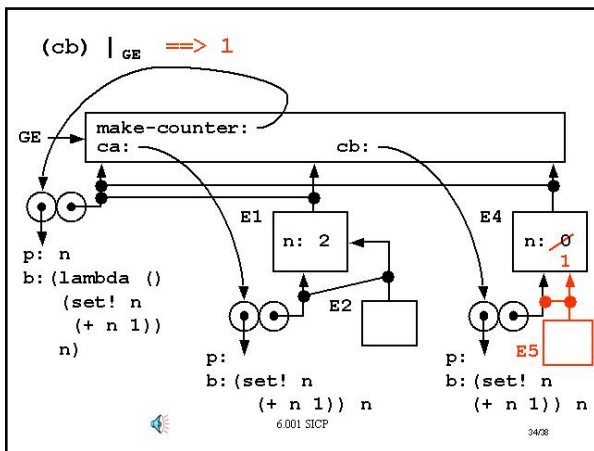 (cb) |GE ==> 1
make-counter:
GE
ca: cb:
E1 E4
n: 2 n: 0
1
p: n
b:(lambda ()
(set! n
(+ n 1))
n)
E2
E5
p:
b:(set! n
(+ n 1)) n
p:
b:(set! n
(+ n 1)) n
6.001 SICP
34/38